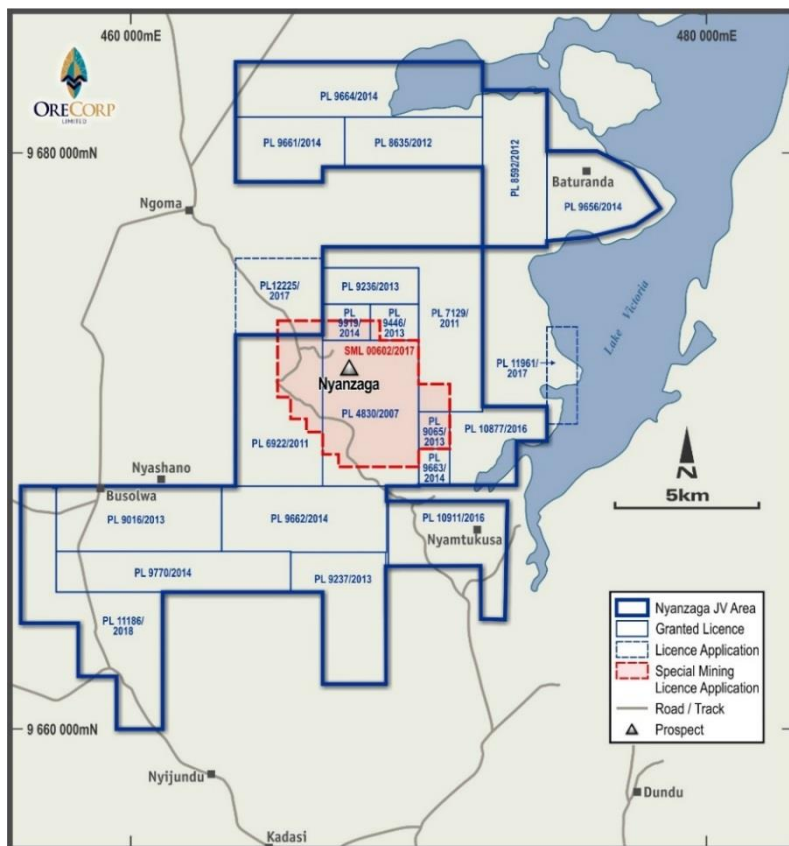 460 000mE
480 000mE
ORECORP
LIMITED
PL 9664/2014
PL 9661/2014
PL 8635/2012
PL 8592/2012
9 680 000mN
Baturanda
PL 9656/2014
Ngoma
PL12225/
2017
PL 9236/2013
PL
9919/
2014
PL
9446/
2013
PL 7129/
2011
Lake Victoria
SML 00602/2017
Nyanzaga
PL 11961/
2017
PL 4830/2007
PL 6922/2011
PL
9065/
2013
PL 10877/2016
PL
9663/
2014
N
5km
Nyashano
Busolwa
PL 9016/2013
PL 9662/2014
PL 10911/2016
Nyamtukusa
PL 9770/2014
PL 9237/2013
PL 11186/
2018
Nyanzaga JV Area
Granted Licence
Licence Application
Special Mining
Licence Application
Road / Track
Prospect
9 660 000mN
Nyijundu
Dundu
Kadasi